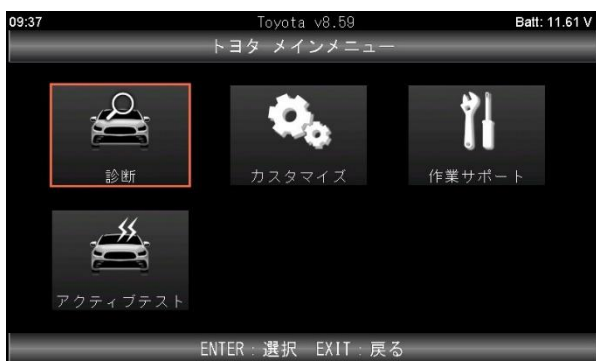 09:37 Toyota v8.59 Batt: 11.61 V
トヨタ メインメニュー
診断 カスタマイズ 作業サポート
アクティブテスト
ENTER：選択 EXIT：戻る